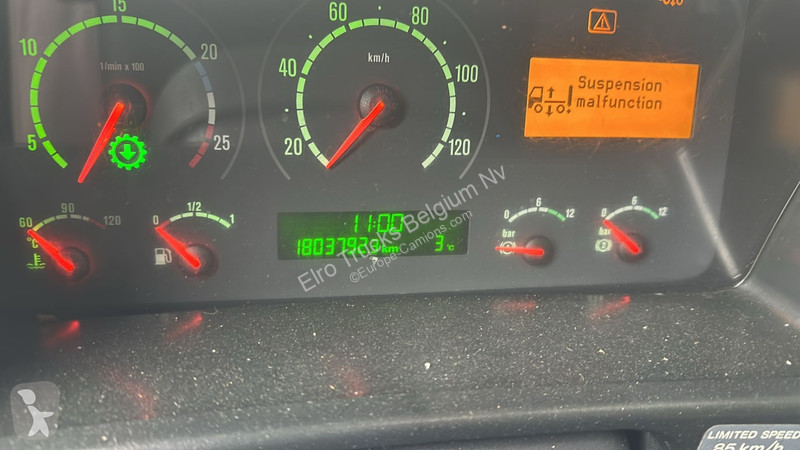 15
10
20
1/min x 100
5
25
60
80
40
km/h
100
20
120
Suspension
malfunction
60 90 120
°C
0 1/2 1
11:00
km 3 °C
0 6 12
bar
0 6 12
bar
Elro Trucks Belgium Nv
©Europe-Camions.com
LIMITED SPEED
85 km/h